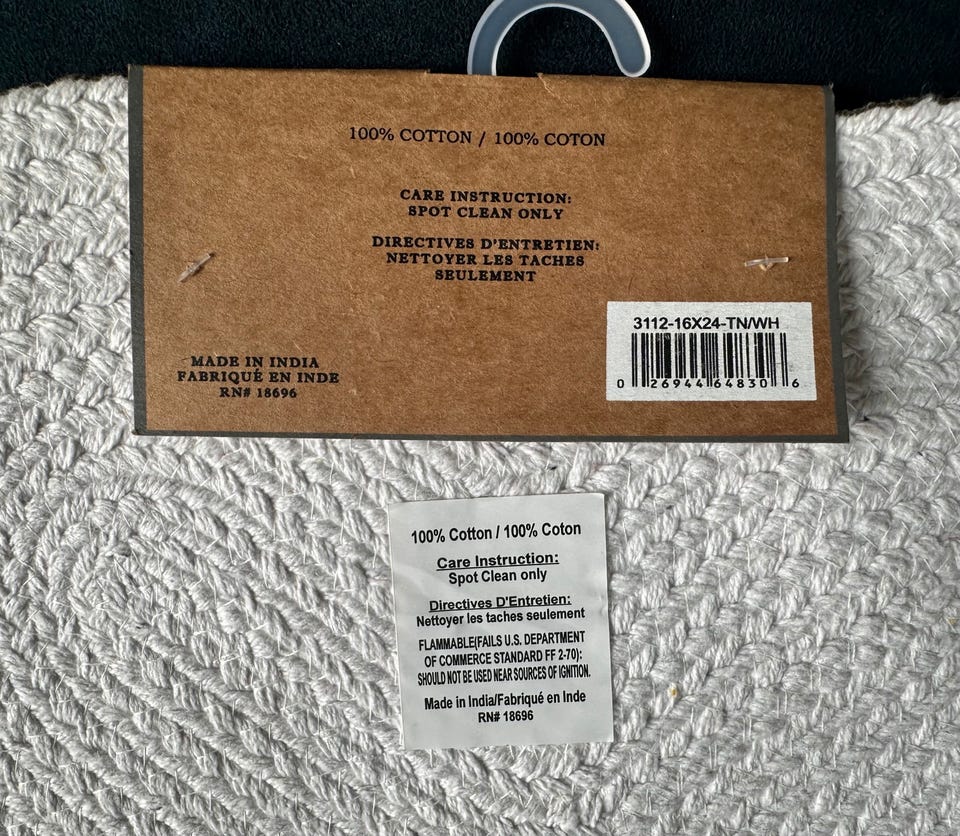 100% COTTON / 100% COTON
CARE INSTRUCTION:
SPOT CLEAN ONLY
DIRECTIVES D'ENTRETIEN:
NETTOYER LES TACHES
SEULEMENT
MADE IN INDIA
FABRIQUÉ EN INDE
RN# 18696
3112-16X24-TN/WH
0 26944 64830 6
100% Cotton / 100% Coton
Care Instruction:
Spot Clean only
Directives D'Entretien:
Nettoyer les taches seulement
FLAMMABLE(FAILS U.S. DEPARTMENT
OF COMMERCE STANDARD FF 2-70):
SHOULD NOT BE USED NEAR SOURCES OF IGNITION.
Made in India/Fabriqué en Inde
RN# 18696